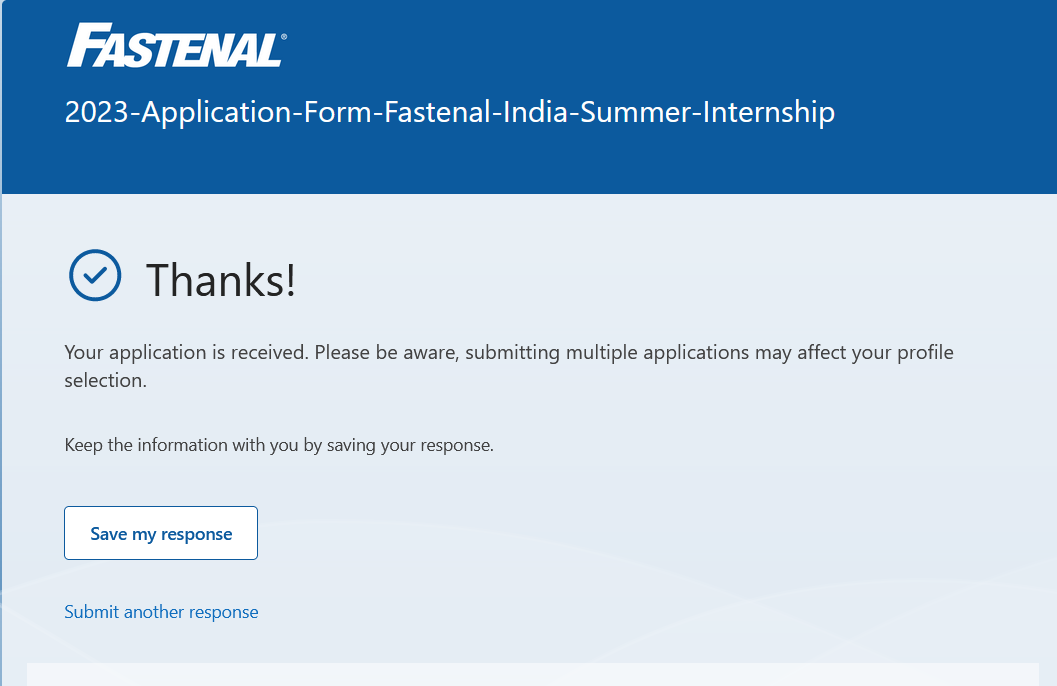 FASTENAL®
2023-Application-Form-Fastenal-India-Summer-Internship
Thanks!
Your application is received. Please be aware, submitting multiple applications may affect your profile
selection.
Keep the information with you by saving your response.
Save my response
Submit another response